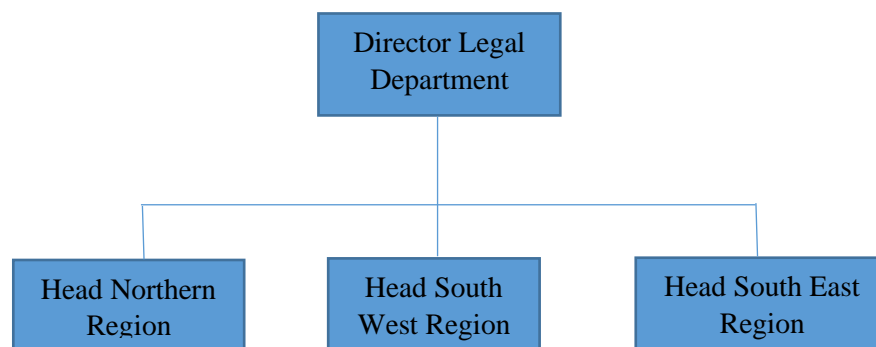 Director Legal
Department
Head Northern
Region
Head South
West Region
Head South East
Region